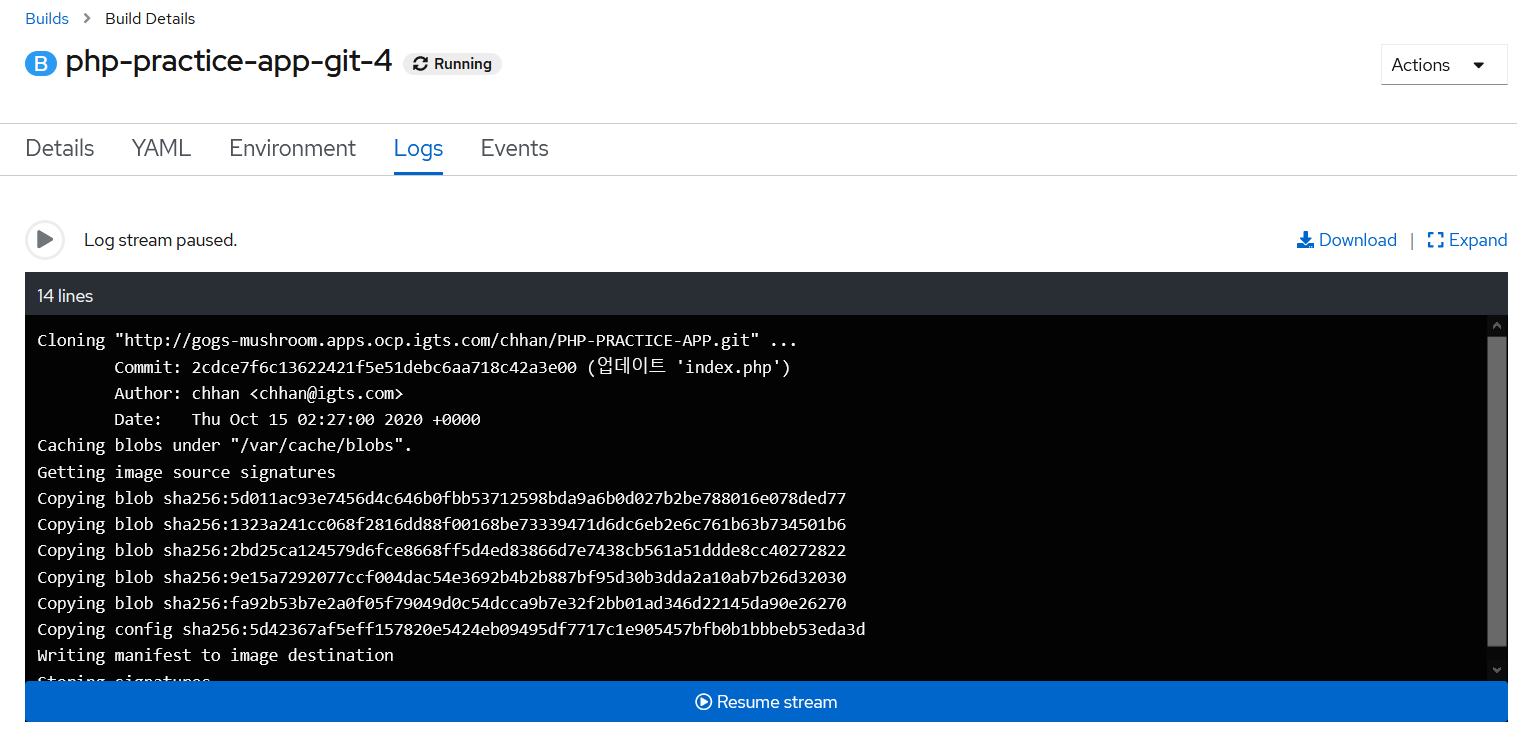 Builds > Build Details
B php-practice-app-git-4 Running
Actions
Details YAML Environment Logs Events
Log stream paused.
Download | Expand
14 lines
Cloning "http://gogs-mushroom.apps.ocp.igts.com/chhan/PHP-PRACTICE-APP.git" ...
Commit: 2cdce7f6c13622421f5e51debc6aa718c42a3e00 (업데이트 'index.php')
Author: chhan <chhan@igts.com>
Date: Thu Oct 15 02:27:00 2020 +0000
Caching blobs under "/var/cache/blobs".
Getting image source signatures
Copying blob sha256:5d011ac93e7456d4c646b0fbb53712598bda9a6b0d027b2be788016e078ded77
Copying blob sha256:1323a241cc068f2816dd88f00168be73339471d6dc6eb2e6c761b63b734501b6
Copying blob sha256:2bd25ca124579d6fce8668ff5d4ed83866d7e7438cb561a51ddde8cc40272822
Copying blob sha256:9e15a7292077ccf004dac54e3692b4b2b887bf95d30b3dda2a10ab7b26d32030
Copying blob sha256:fa92b53b7e2a0f05f79049d0c54dcca9b7e32f2bb01ad346d22145da90e26270
Copying config sha256:5d42367af5eff157820e5424eb09495df7717c1e905457bfb0b1bbbeb53eda3d
Writing manifest to image destination
Storing signatures
Resume stream